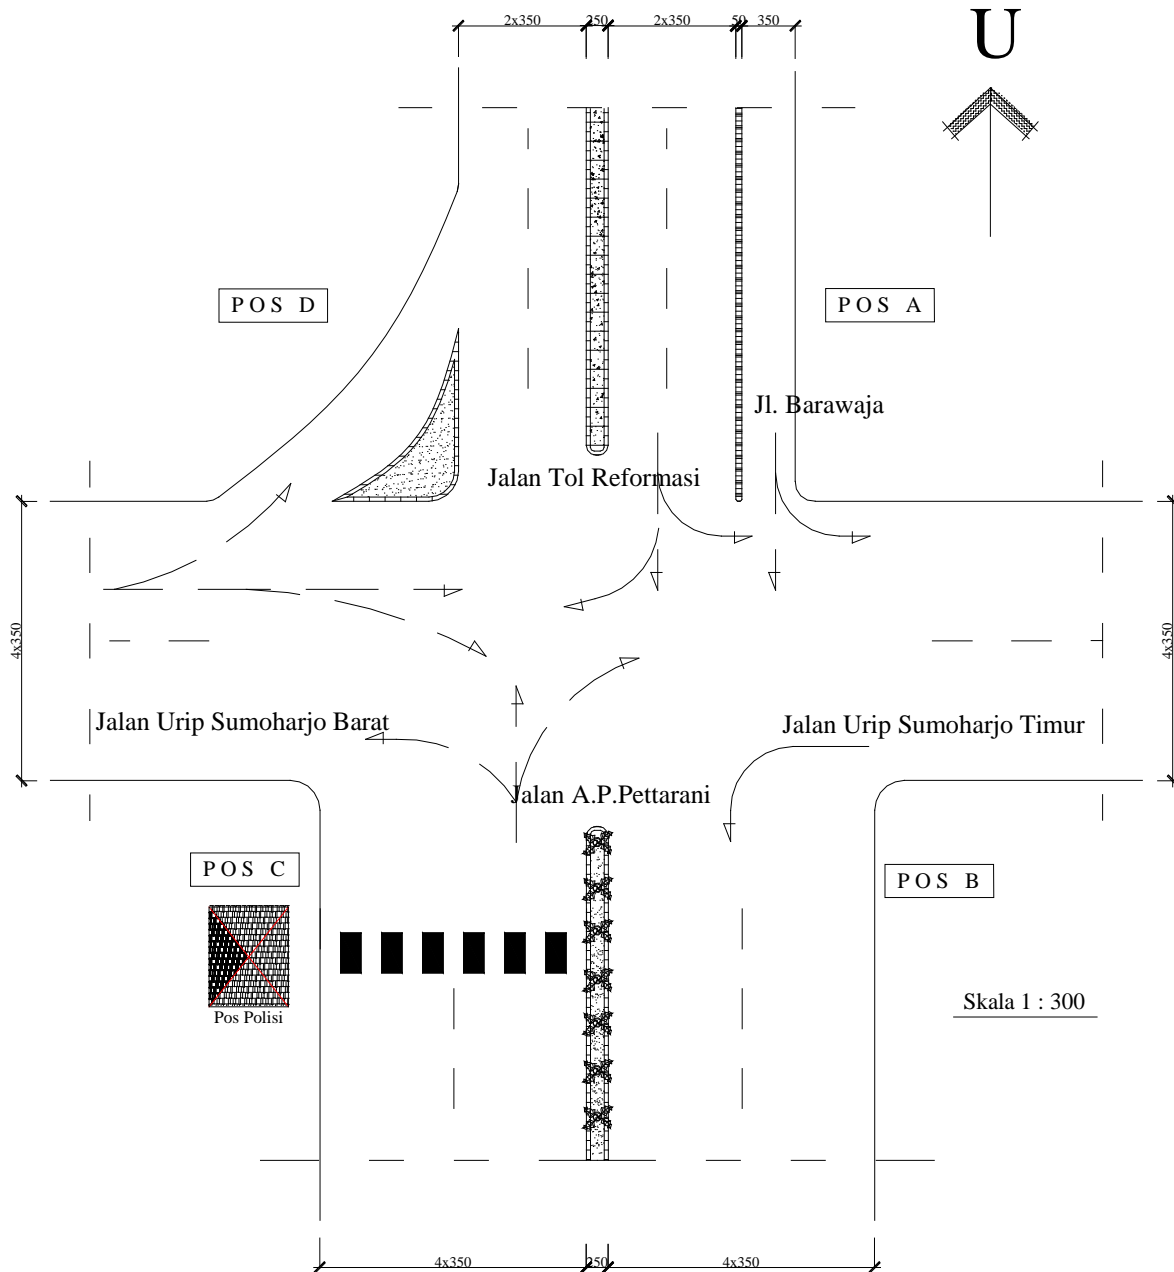 2x350 250 2x350 50 350
U
POS D
POS A
Jl. Barawaja
Jalan Tol Reformasi
4x350
4x350
Jalan Urip Sumoharjo Barat
Jalan Urip Sumoharjo Timur
Jalan A.P.Pettarani
POS C
POS B
Skala 1 : 300
Pos Polisi
4x350 250 4x350